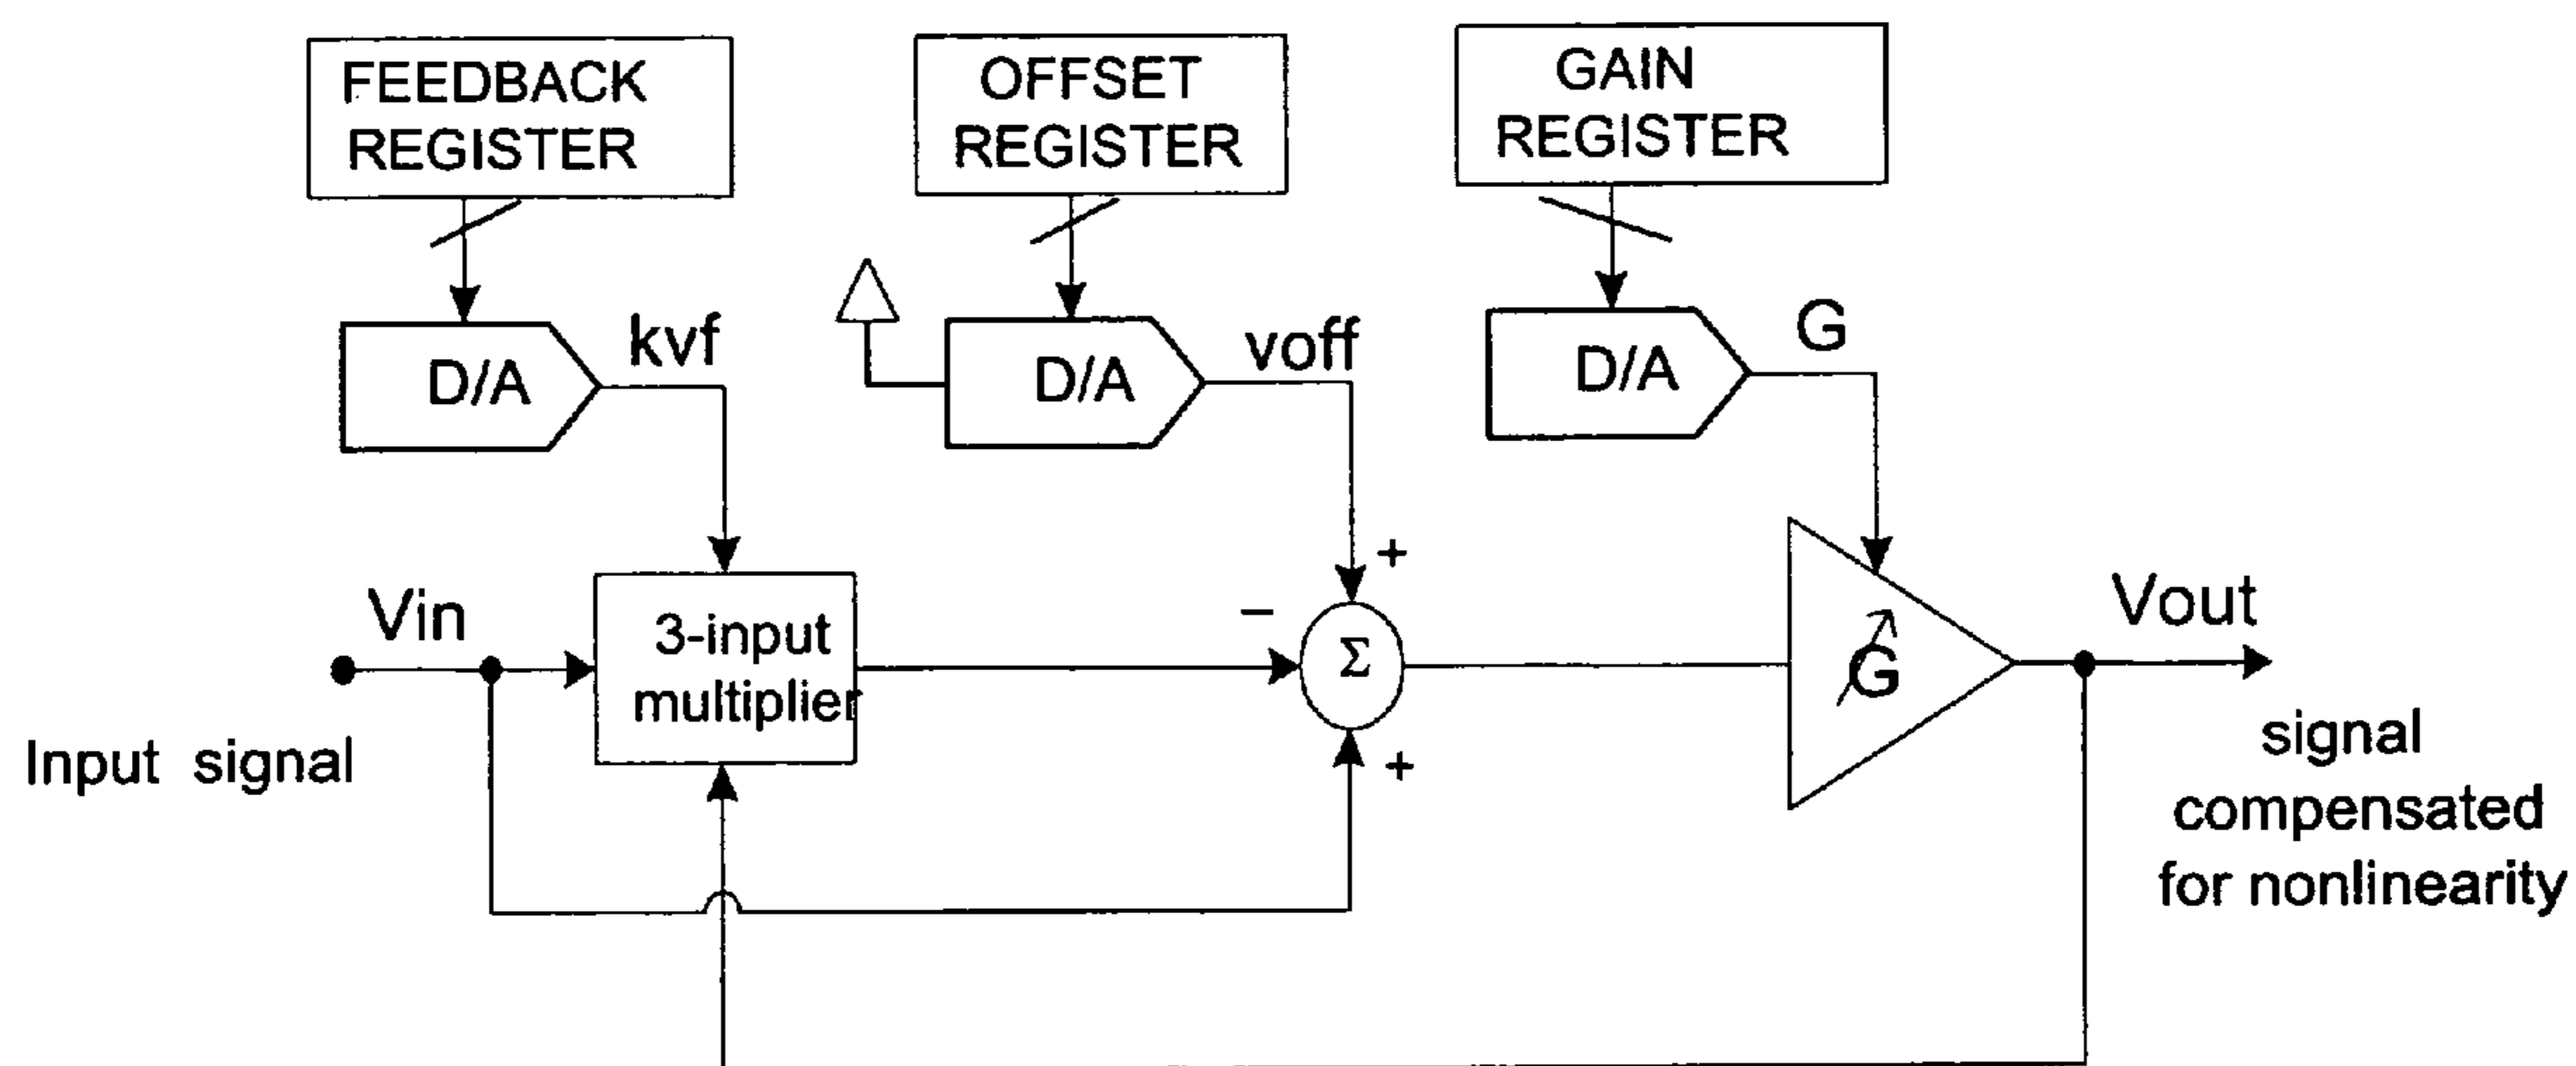 FEEDBACK
REGISTER
OFFSET
REGISTER
GAIN
REGISTER
D/A
kvf
D/A
voff
D/A
G
+
Vin
3-input
multiplier
−
Σ
+
G
Vout
Input signal
signal
compensated
for nonlinearity